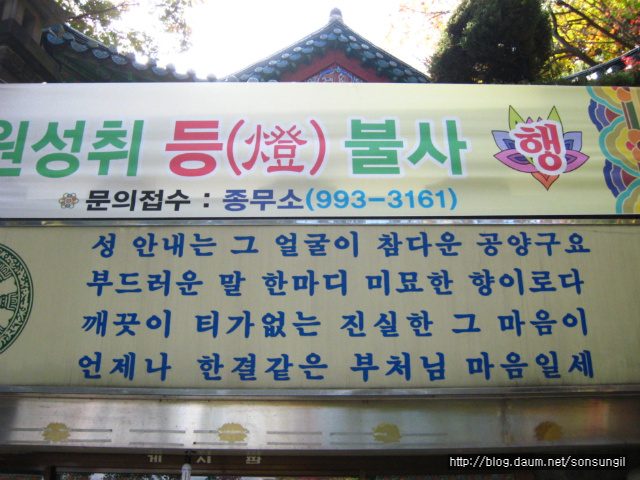 원성취 등(燈) 불사 행
문의접수 : 종무소(993-3161)
성 안내는 그 얼굴이 참다운 공양구요
부드러운 말 한마디 미묘한 향이로다
깨끗이 티가없는 진실한 그 마음이
언제나 한결같은 부처님 마음일세
게 시 판
http://blog.daum.net/sonsungil